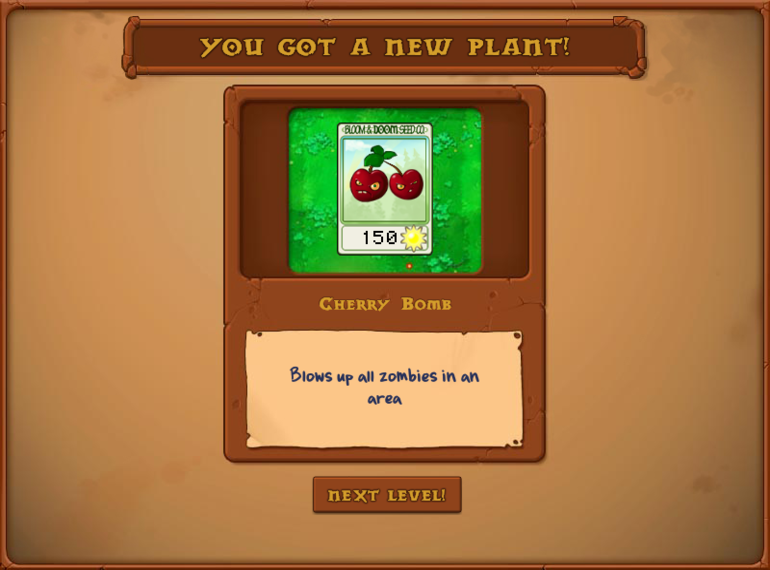 YOU GOT A NEW PLANT!
BLOOM & DOOM SEED CO
150
Cherry Bomb
Blows up all zombies in an
area
NEXT LEVEL!